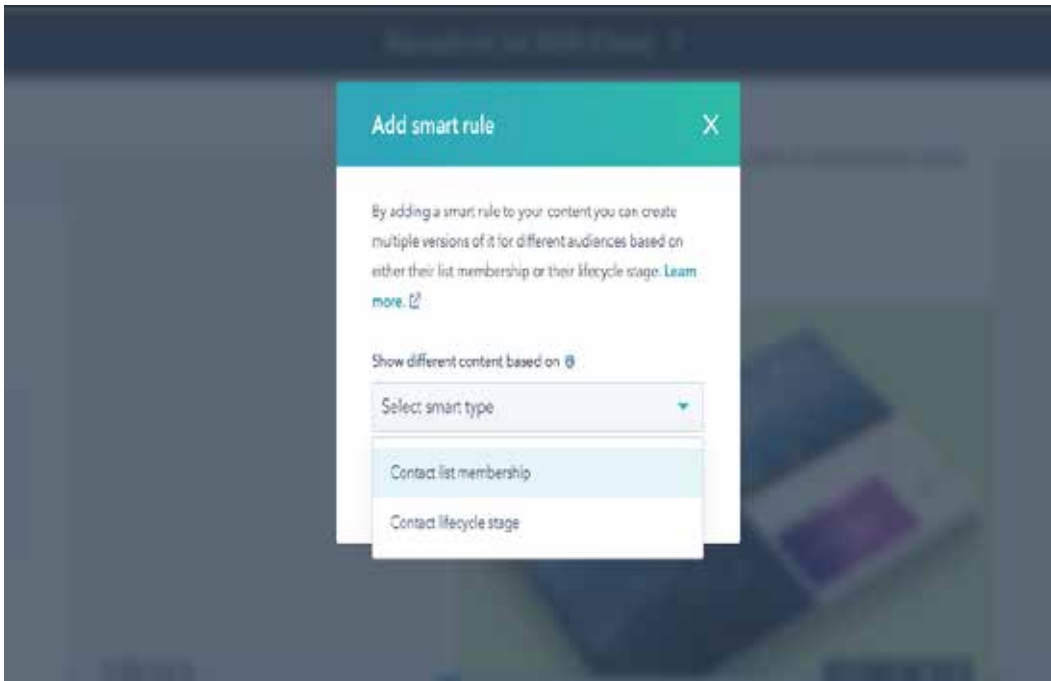 Add smart rule X
By adding a smart rule to your content you can create
multiple versions of it for different audiences based on
either their list membership or their lifecycle stage. Learn
more.
Show different content based on
Select smart type
Contact list membership
Contact lifecycle stage